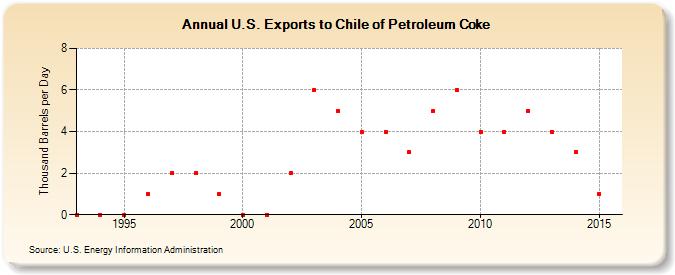 Annual U.S. Exports to Chile of Petroleum Coke
Thousand Barrels per Day
8
6
4
2
0
1995 2000 2005 2010 2015
Source: U.S. Energy Information Administration